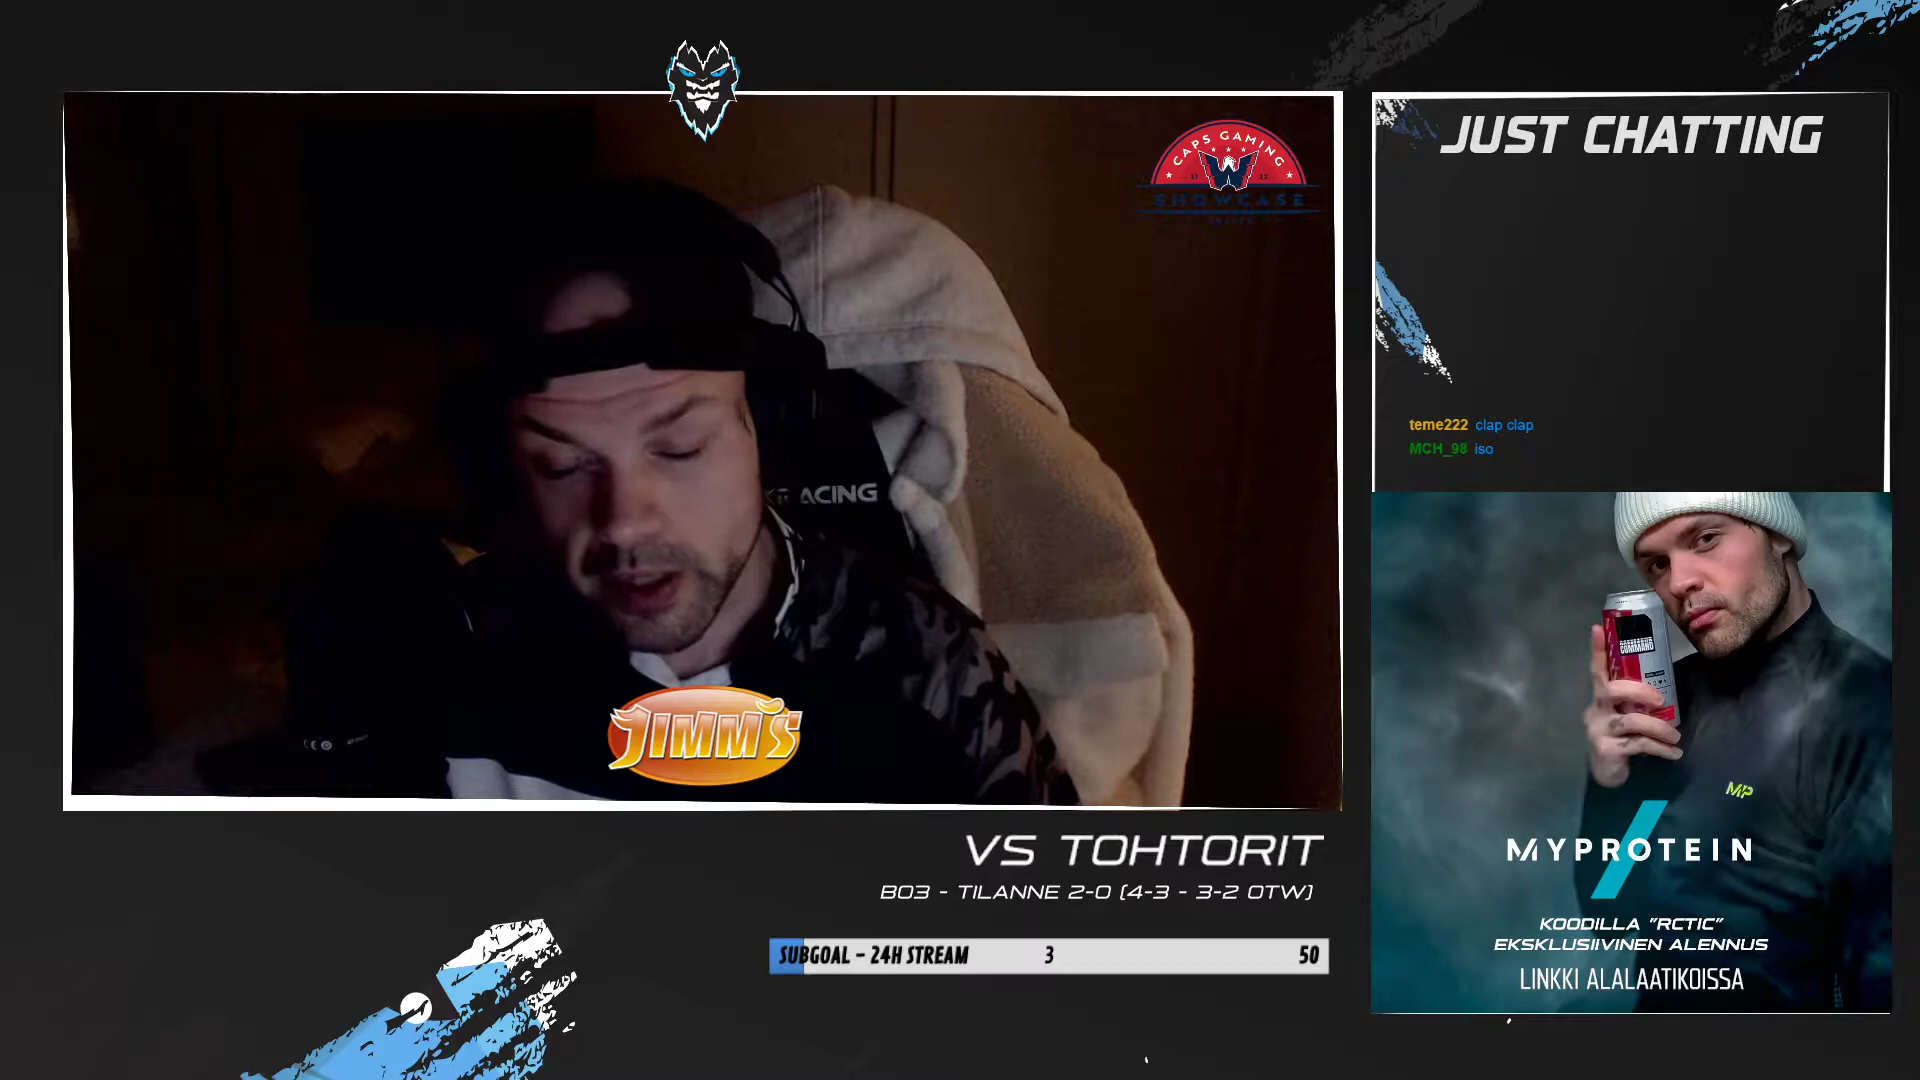 CAPS GAMING
SHOWCASE
ACING
JIMM'S
JUST CHATTING
teme222 clap clap
MCH_98 iso
COMMAND
MP
MYPROTEIN
KOODILLA "RCTIC"
EKSKLUSIIVINEN ALENNUS
LINKKI ALALAATIKOISSA
VS TOHTORIT
BO3 - TILANNE 2-0 (4-3 - 3-2 OTW)
SUBGOAL - 24H STREAM 3 50